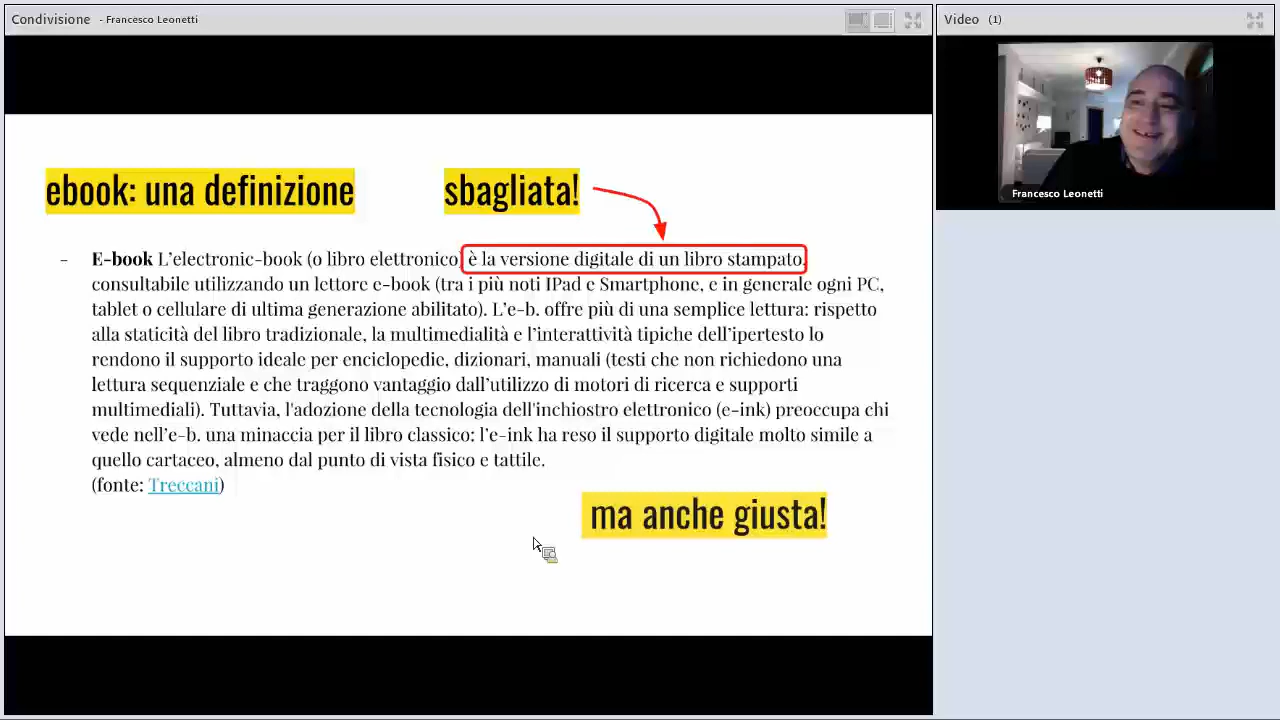 Condivisione - Francesco Leonetti
Video (1)
Francesco Leonetti
ebook: una definizione
sbagliata!
- E-book L'electronic-book (o libro elettronico) è la versione digitale di un libro stampato,
consultabile utilizzando un lettore e-book (tra i più noti IPad e Smartphone, e in generale ogni PC,
tablet o cellulare di ultima generazione abilitato). L'e-b. offre più di una semplice lettura: rispetto
alla staticità del libro tradizionale, la multimedialità e l'interattività tipiche dell'ipertesto lo
rendono il supporto ideale per enciclopedie, dizionari, manuali (testi che non richiedono una
lettura sequenziale e che traggono vantaggio dall'utilizzo di motori di ricerca e supporti
multimediali). Tuttavia, l'adozione della tecnologia dell'inchiostro elettronico (e-ink) preoccupa chi
vede nell'e-b. una minaccia per il libro classico: l'e-ink ha reso il supporto digitale molto simile a
quello cartaceo, almeno dal punto di vista fisico e tattile.
(fonte: Treccani)
ma anche giusta!